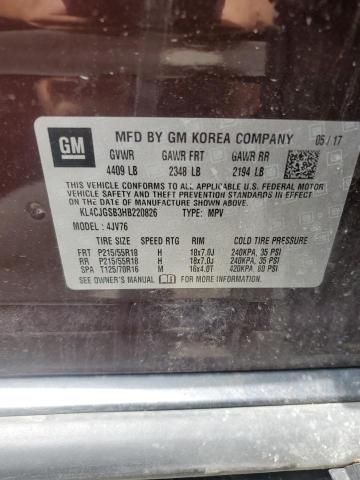 GM
MFD BY GM KOREA COMPANY 05/17
GVWR GAWR FRT GAWR RR
4409 LB 2348 LB 2194 LB
THIS VEHICLE CONFORMS TO ALL APPLICABLE U.S. FEDERAL MOTOR
VEHICLE SAFETY, BUMPER, AND THEFT PREVENTION STANDARDS IN
EFFECT ON THE DATE OF MANUFACTURE SHOWN ABOVE.
KL4CJGSB3HB220826 TYPE: MPV
MODEL: 4JV76
TIRE SIZE SPEED RTG RIM COLD TIRE PRESSURE
FRT P215/55R18 H 18x7.0J 240KPA, 35 PSI
RR P215/55R18 H 18x7.0J 240KPA, 35 PSI
SPA T125/70R16 M 16x4.0T 420KPA, 60 PSI
SEE OWNER'S MANUAL FOR MORE INFORMATION.